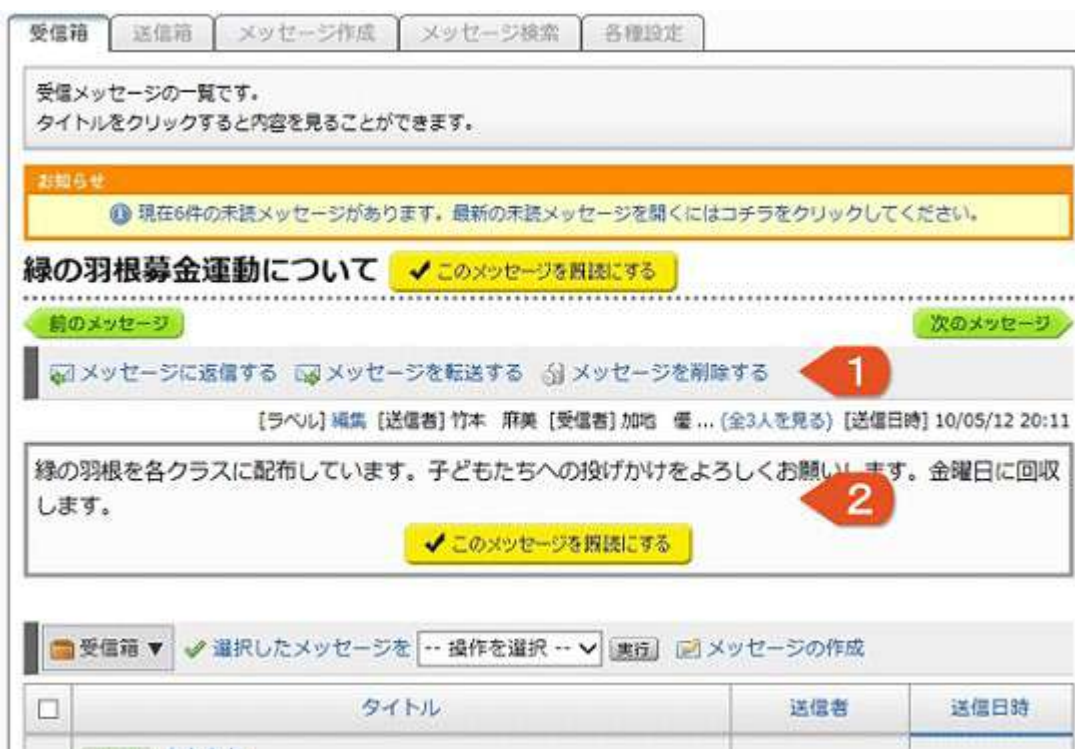 受信箱 送信箱 メッセージ作成 メッセージ検索 各種設定
受信メッセージの一覧です。
タイトルをクリックすると内容を見ることができます。
お知らせ
現在6件の未読メッセージがあります。最新の未読メッセージを開くにはコチラをクリックしてください。
緑の羽根募金運動について ✔このメッセージを既読にする
前のメッセージ 次のメッセージ
メッセージに返信する メッセージを転送する メッセージを削除する 1
[ラベル] 編集 [送信者] 竹本 麻美 [受信者] 加地 優 ... (全3人を見る) [送信日時] 10/05/12 20:11
緑の羽根を各クラスに配布しています。子どもたちへの投げかけをよろしくお願いします。金曜日に回収
します。 2
✔このメッセージを既読にする
受信箱 ▼ 選択したメッセージを -- 操作を選択 -- 実行 メッセージの作成
タイトル 送信者 送信日時